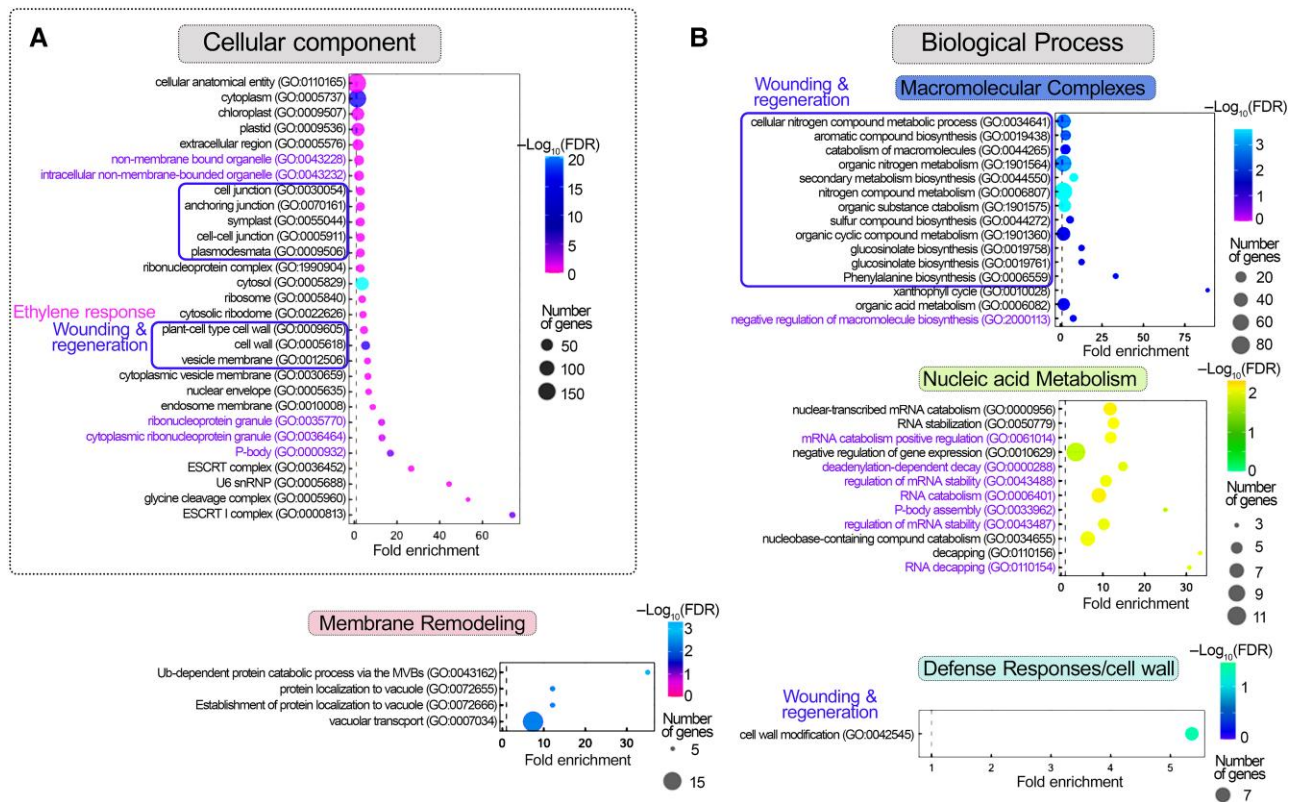 A
Cellular component
cellular anatomical entity (GO:0110165)
cytoplasm (GO:0005737)
chloroplast (GO:0009507)
plastid (GO:0009536)
extracellular region (GO:0005576)
non-membrane bound organelle (GO:0043228)
intracellular non-membrane-bounded organelle (GO:0043232)
cell junction (GO:0030054)
anchoring junction (GO:0070161)
symplast (GO:0055044)
cell-cell junction (GO:0005911)
plasmodesmata (GO:0009506)
ribonucleoprotein complex (GO:1990904)
cytosol (GO:0005829)
ribosome (GO:0005840)
cytosolic ribodome (GO:0022626)
Ethylene response
Wounding &
regeneration
plant-cell type cell wall (GO:0009605)
cell wall (GO:0005618)
vesicle membrane (GO:0012506)
cytoplasmic vesicle membrane (GO:0030659)
nuclear envelope (GO:0005635)
endosome membrane (GO:0010008)
ribonucleoprotein granule (GO:0035770)
cytoplasmic ribonucleoprotein granule (GO:0036464)
P-body (GO:0000932)
ESCRT complex (GO:0036452)
U6 snRNP (GO:0005688)
glycine cleavage complex (GO:0005960)
ESCRT I complex (GO:0000813)
0 20 40 60
Fold enrichment
−Log10(FDR)
20
15
10
5
0
Number
of genes
50
100
150
B
Biological Process
Wounding &
regeneration
Macromolecular Complexes
cellular nitrogen compound metabolic process (GO:0034641)
aromatic compound biosynthesis (GO:0019438)
catabolism of macromolecules (GO:0044265)
organic nitrogen metabolism (GO:1901564)
secondary metabolism biosynthesis (GO:0044550)
nitrogen compound metabolism (GO:0006807)
organic substance ctabolism (GO:1901575)
sulfur compound biosynthesis (GO:0044272)
organic cyclic compound metabolism (GO:1901360)
glucosinolate biosynthesis (GO:0019758)
glucosinolate biosynthesis (GO:0019761)
Phenylalanine biosynthesis (GO:0006559)
xanthophyll cycle (GO:0010028)
organic acid metabolism (GO:0006082)
negative regulation of macromolecule biosynthesis (GO:2000113)
0 25 50 75
Fold enrichment
−Log10(FDR)
3
2
1
0
Number
of genes
20
40
60
80
Nucleic acid Metabolism
nuclear-transcribed mRNA catabolism (GO:0000956)
RNA stabilization (GO:0050779)
mRNA catabolism positive regulation (GO:0061014)
negative regulation of gene expression (GO:0010629)
deadenylation-dependent decay (GO:0000288)
regulation of mRNA stability (GO:0043488)
RNA catabolism (GO:0006401)
P-body assembly (GO:0033962)
regulation of mRNA stability (GO:0043487)
nucleobase-containing compund catabolism (GO:0034655)
decapping (GO:0110156)
RNA decapping (GO:0110154)
0 10 20 30
Fold enrichment
−Log10(FDR)
2
1
0
Number
of genes
3
5
7
9
11
Membrane Remodeling
Ub-dependent protein catabolic process via the MVBs (GO:0043162)
protein localization to vacuole (GO:0072655)
Establishment of protein localization to vacuole (GO:0072666)
vacuolar transcport (GO:0007034)
0 10 20 30
Fold enrichment
−Log10(FDR)
3
2
1
0
Number
of genes
5
15
Defense Responses/cell wall
Wounding &
regeneration
cell wall modification (GO:0042545)
1 2 3 4 5
Fold enrichment
−Log10(FDR)
1
0
Number
of genes
7